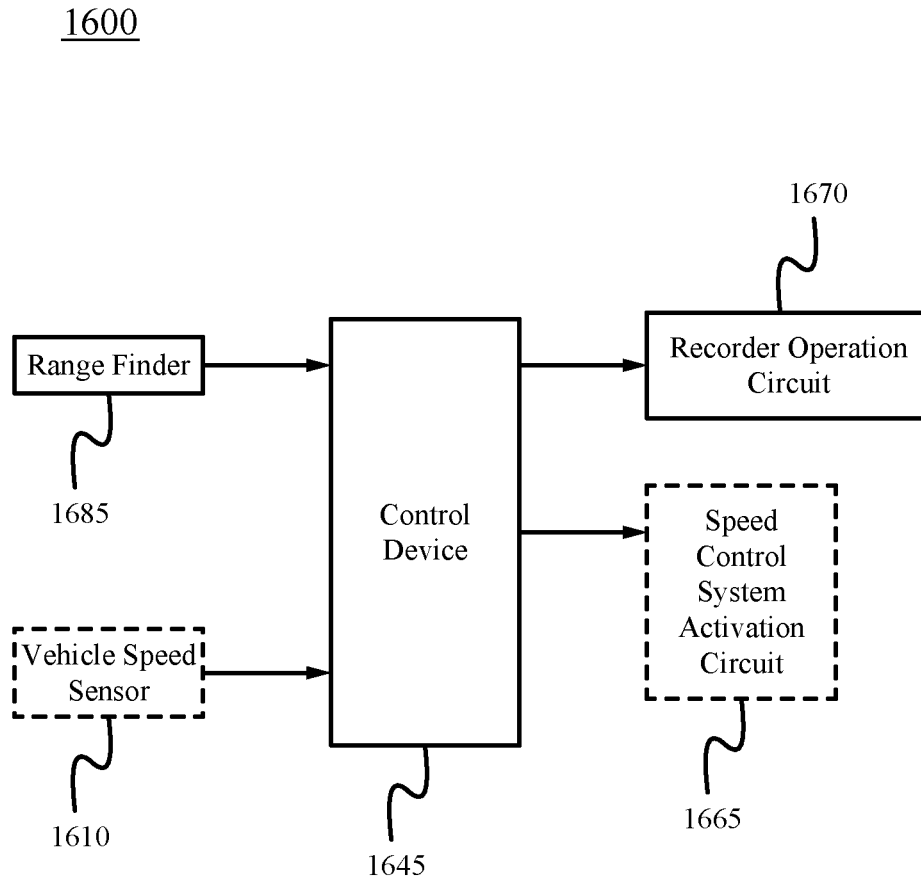 1600
1670
Range Finder
Recorder Operation
Circuit
1685
Control
Device
Speed
Control
System
Activation
Circuit
Vehicle Speed
Sensor
1610
1645
1665